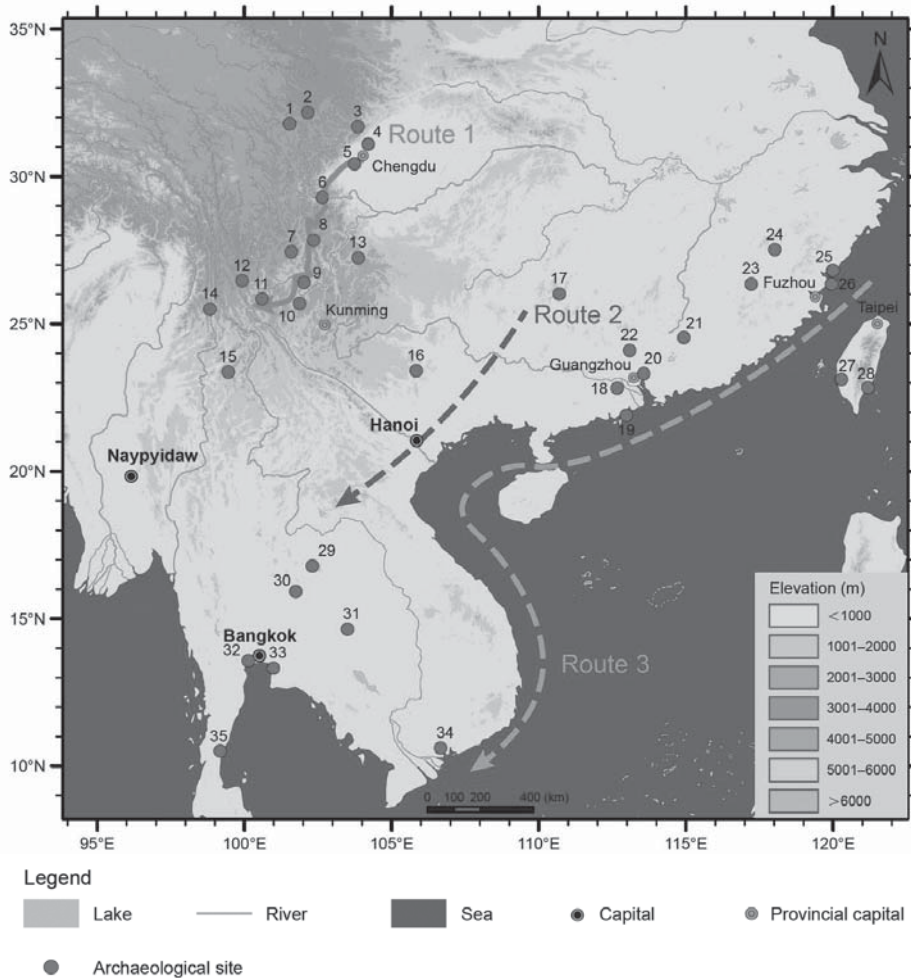 35°N
30°N
25°N
20°N
15°N
10°N
N
1
2
3
4
Route 1
5
Chengdu
6
7
8
13
12
11
9
14
10
Kunming
15
16
17
Route 2
24
25
23
Fuzhou
26
Taipei
22
21
Guangzhou
20
18
19
27
28
Hanoi
Naypyidaw
29
30
31
Bangkok
32
33
Route 3
34
35
0 100 200 400 (km)
Elevation (m)
<1000
1001–2000
2001–3000
3001–4000
4001–5000
5001–6000
>6000
95°E 100°E 105°E 110°E 115°E 120°E
Legend
Lake River Sea Capital Provincial capital
Archaeological site